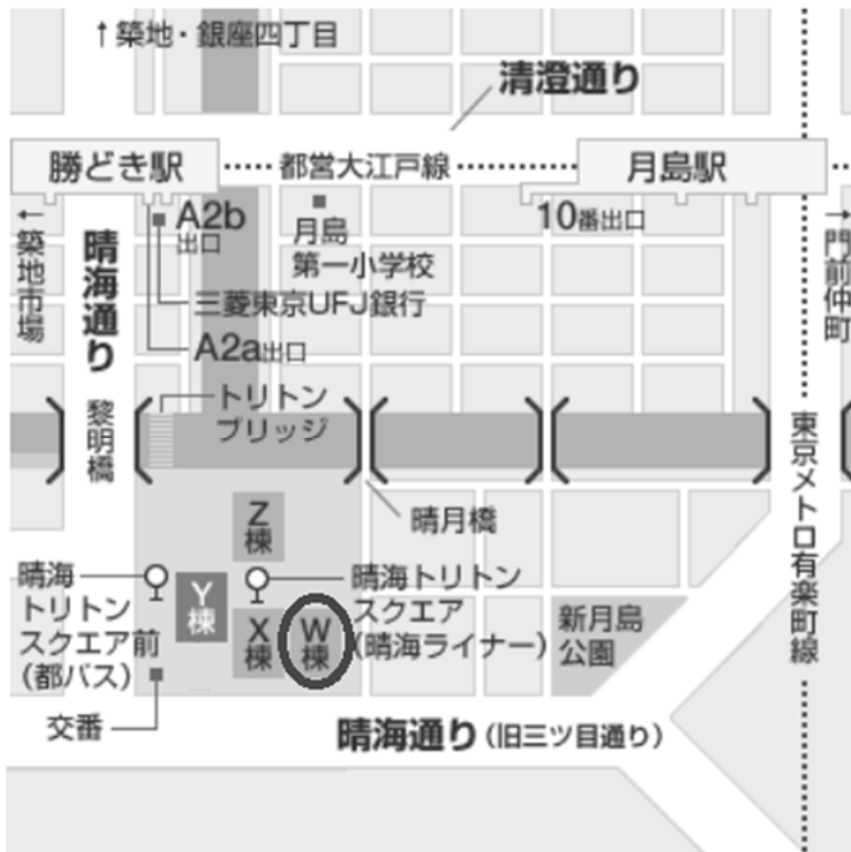 ↑築地・銀座四丁目
清澄通り
勝どき駅
都営大江戸線
月島駅
A2b
出口
月島
第一小学校
10番出口
←築地市場
晴海通り
→門前仲町
三菱東京UFJ銀行
A2a出口
トリトン
ブリッジ
黎明橋
東京メトロ有楽町線
晴月橋
Z
棟
晴海
トリトン
スクエア前
(都バス)
Y
棟
晴海トリトン
スクエア
(晴海ライナー)
X
棟
W
棟
新月島
公園
交番
晴海通り(旧三ツ目通り)